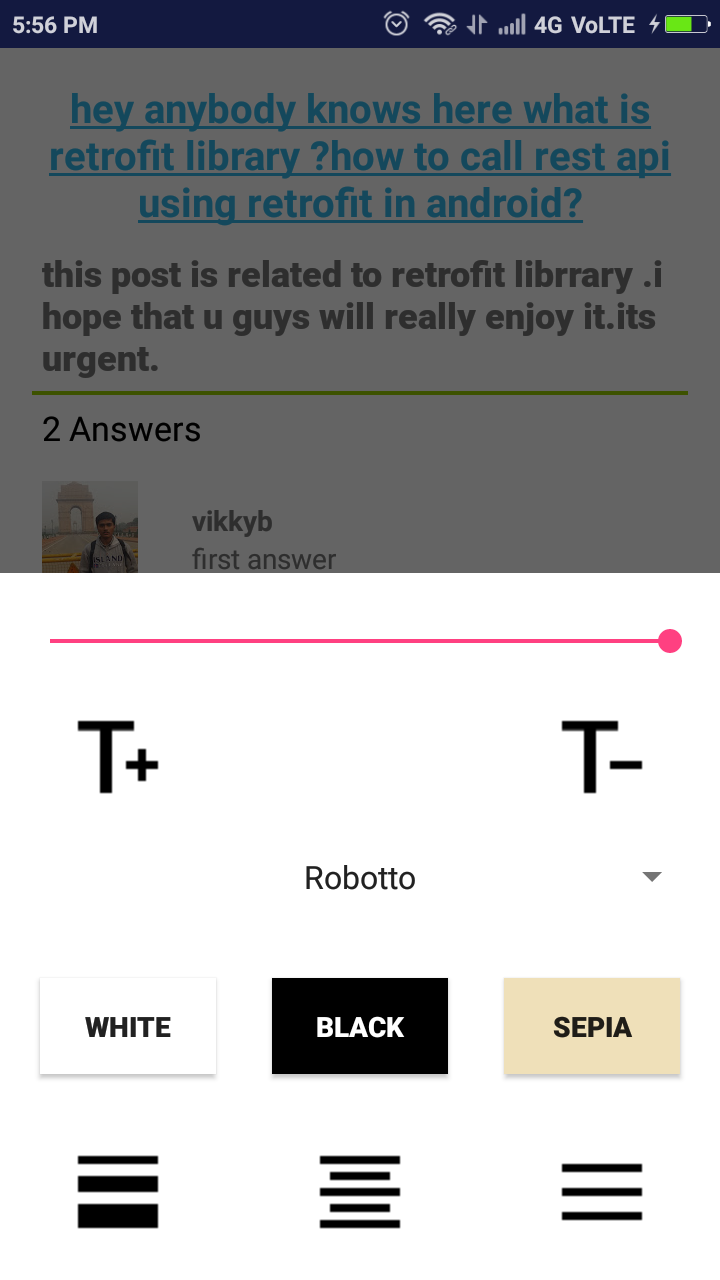 5:56 PM 4G VoLTE
hey anybody knows here what is
retrofit library ?how to call rest api
using retrofit in android?
this post is related to retrofit librrary .i
hope that u guys will really enjoy it.its
urgent.
2 Answers
vikkyb
first answer
T+ T-
Robotto
WHITE BLACK SEPIA